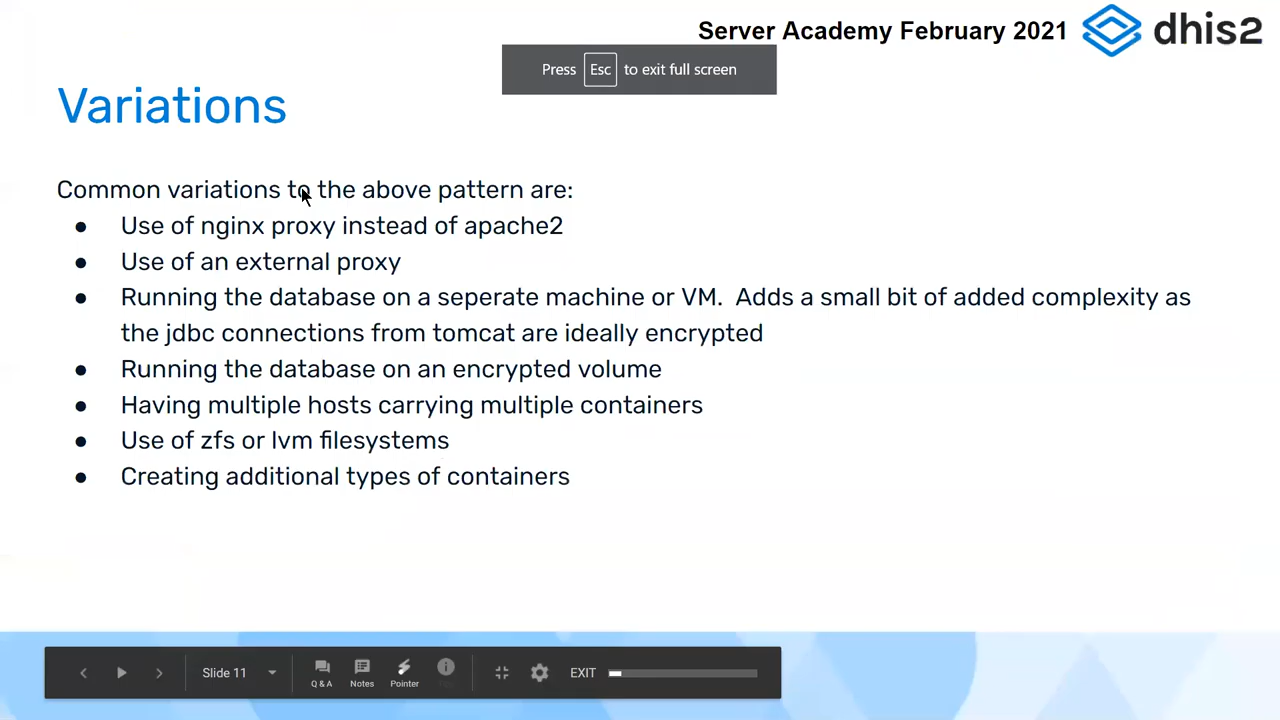 Server Academy February 2021 dhis2
Press Esc to exit full screen
Variations
Common variations to the above pattern are:
● Use of nginx proxy instead of apache2
● Use of an external proxy
● Running the database on a seperate machine or VM. Adds a small bit of added complexity as
the jdbc connections from tomcat are ideally encrypted
● Running the database on an encrypted volume
● Having multiple hosts carrying multiple containers
● Use of zfs or lvm filesystems
● Creating additional types of containers
Slide 11
Q & A Notes Pointer
EXIT